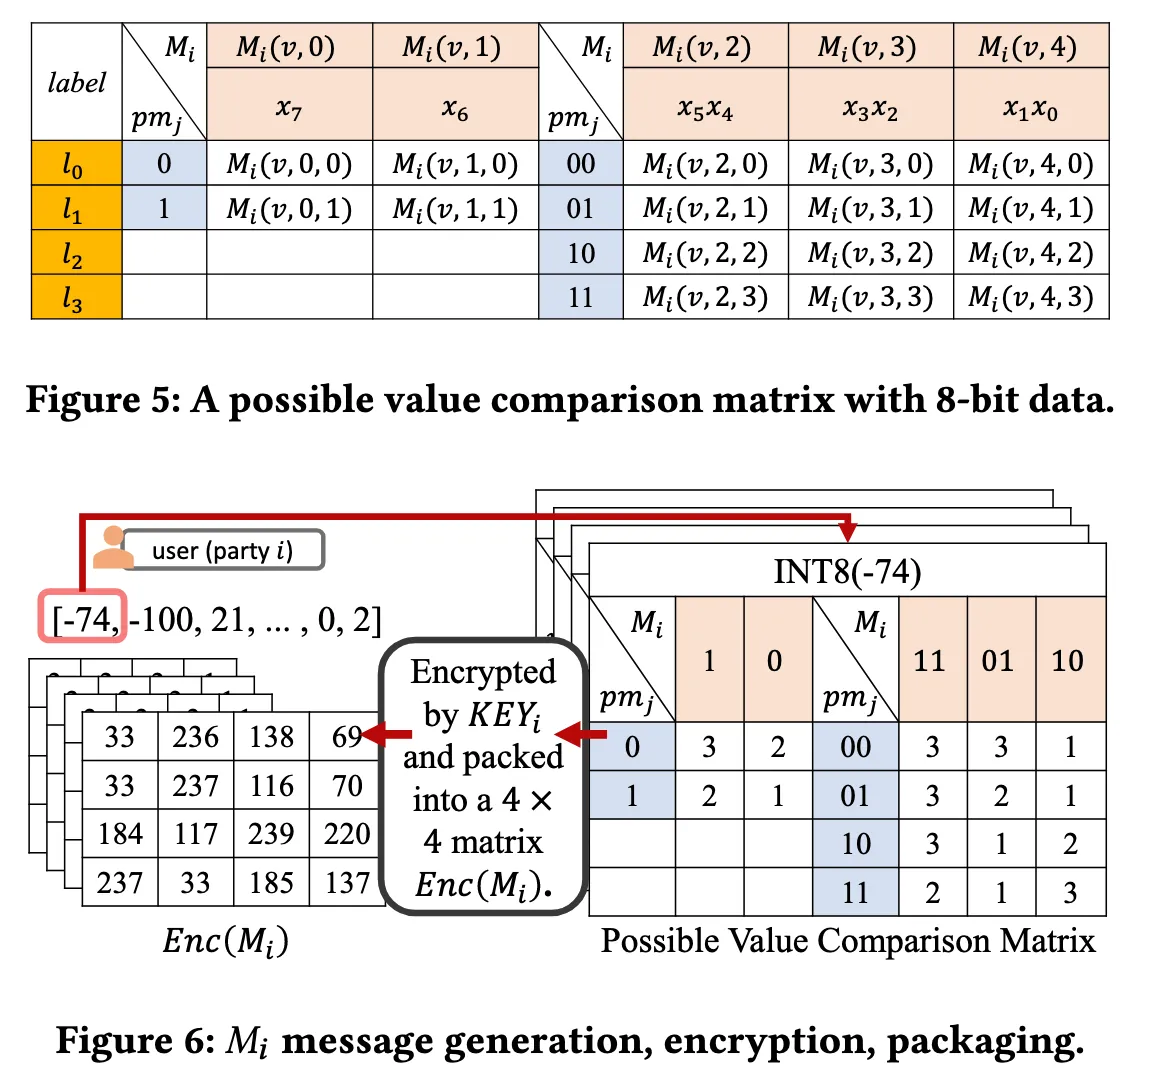 label M_i pm_j M_i(v, 0) M_i(v, 1) M_i pm_j M_i(v, 2) M_i(v, 3) M_i(v, 4)
x_7 x_6 x_5x_4 x_3x_2 x_1x_0
l_0 0 M_i(v, 0, 0) M_i(v, 1, 0) 00 M_i(v, 2, 0) M_i(v, 3, 0) M_i(v, 4, 0)
l_1 1 M_i(v, 0, 1) M_i(v, 1, 1) 01 M_i(v, 2, 1) M_i(v, 3, 1) M_i(v, 4, 1)
l_2 10 M_i(v, 2, 2) M_i(v, 3, 2) M_i(v, 4, 2)
l_3 11 M_i(v, 2, 3) M_i(v, 3, 3) M_i(v, 4, 3)
Figure 5: A possible value comparison matrix with 8-bit data.
user (party i)
[-74, -100, 21, ... , 0, 2]
33 236 138 69
33 237 116 70
184 117 239 220
237 33 185 137
Enc(M_i)
Encrypted
by KEY_i
and packed
into a 4 ×
4 matrix
Enc(M_i).
INT8(-74)
M_i pm_j 1 0 M_i pm_j 11 01 10
0 3 2 00 3 3 1
1 2 1 01 3 2 1
10 3 1 2
11 2 1 3
Possible Value Comparison Matrix
Figure 6: M_i message generation, encryption, packaging.